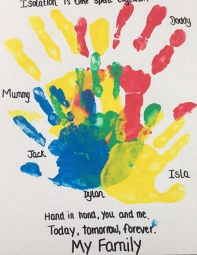 Isolation is time spent together
Daddy
Mummy
Jack
Isla
Dylan
Hand in hand, you and me.
Today, tomorrow, forever.
My Family